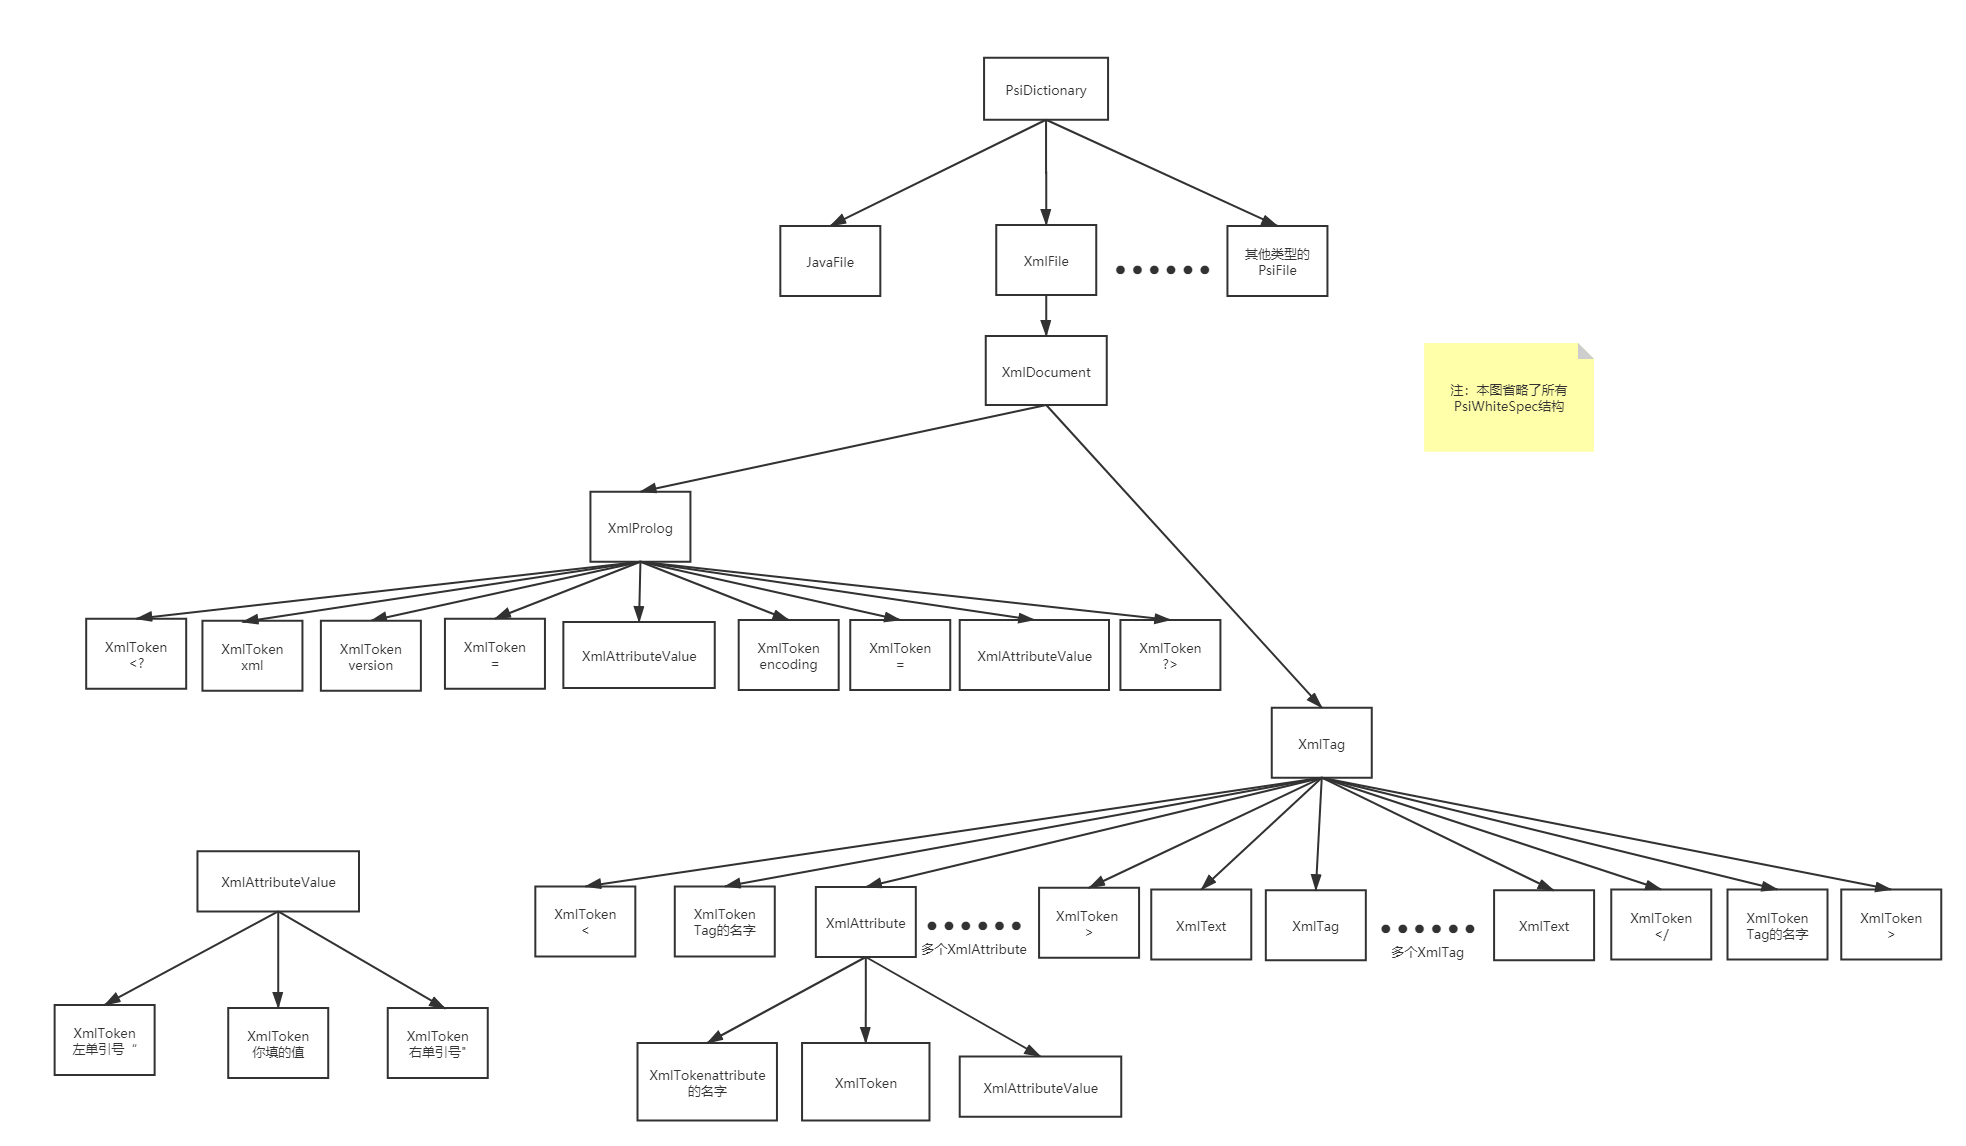 PsiDictionary
JavaFile
XmlFile
其他类型的
PsiFile
XmlDocument
注：本图省略了所有
PsiWhiteSpec结构
XmlProlog
XmlToken
<?
XmlToken
xml
XmlToken
version
XmlToken
=
XmlAttributeValue
XmlToken
encoding
XmlToken
=
XmlAttributeValue
XmlToken
?>
XmlTag
XmlAttributeValue
XmlToken
<
XmlToken
Tag的名字
XmlAttribute
多个XmlAttribute
XmlToken
>
XmlText
XmlTag
多个XmlTag
XmlText
XmlToken
</
XmlToken
Tag的名字
XmlToken
>
XmlToken
左单引号“
XmlToken
你填的值
XmlToken
右单引号"
XmlTokenattribute
的名字
XmlToken
XmlAttributeValue